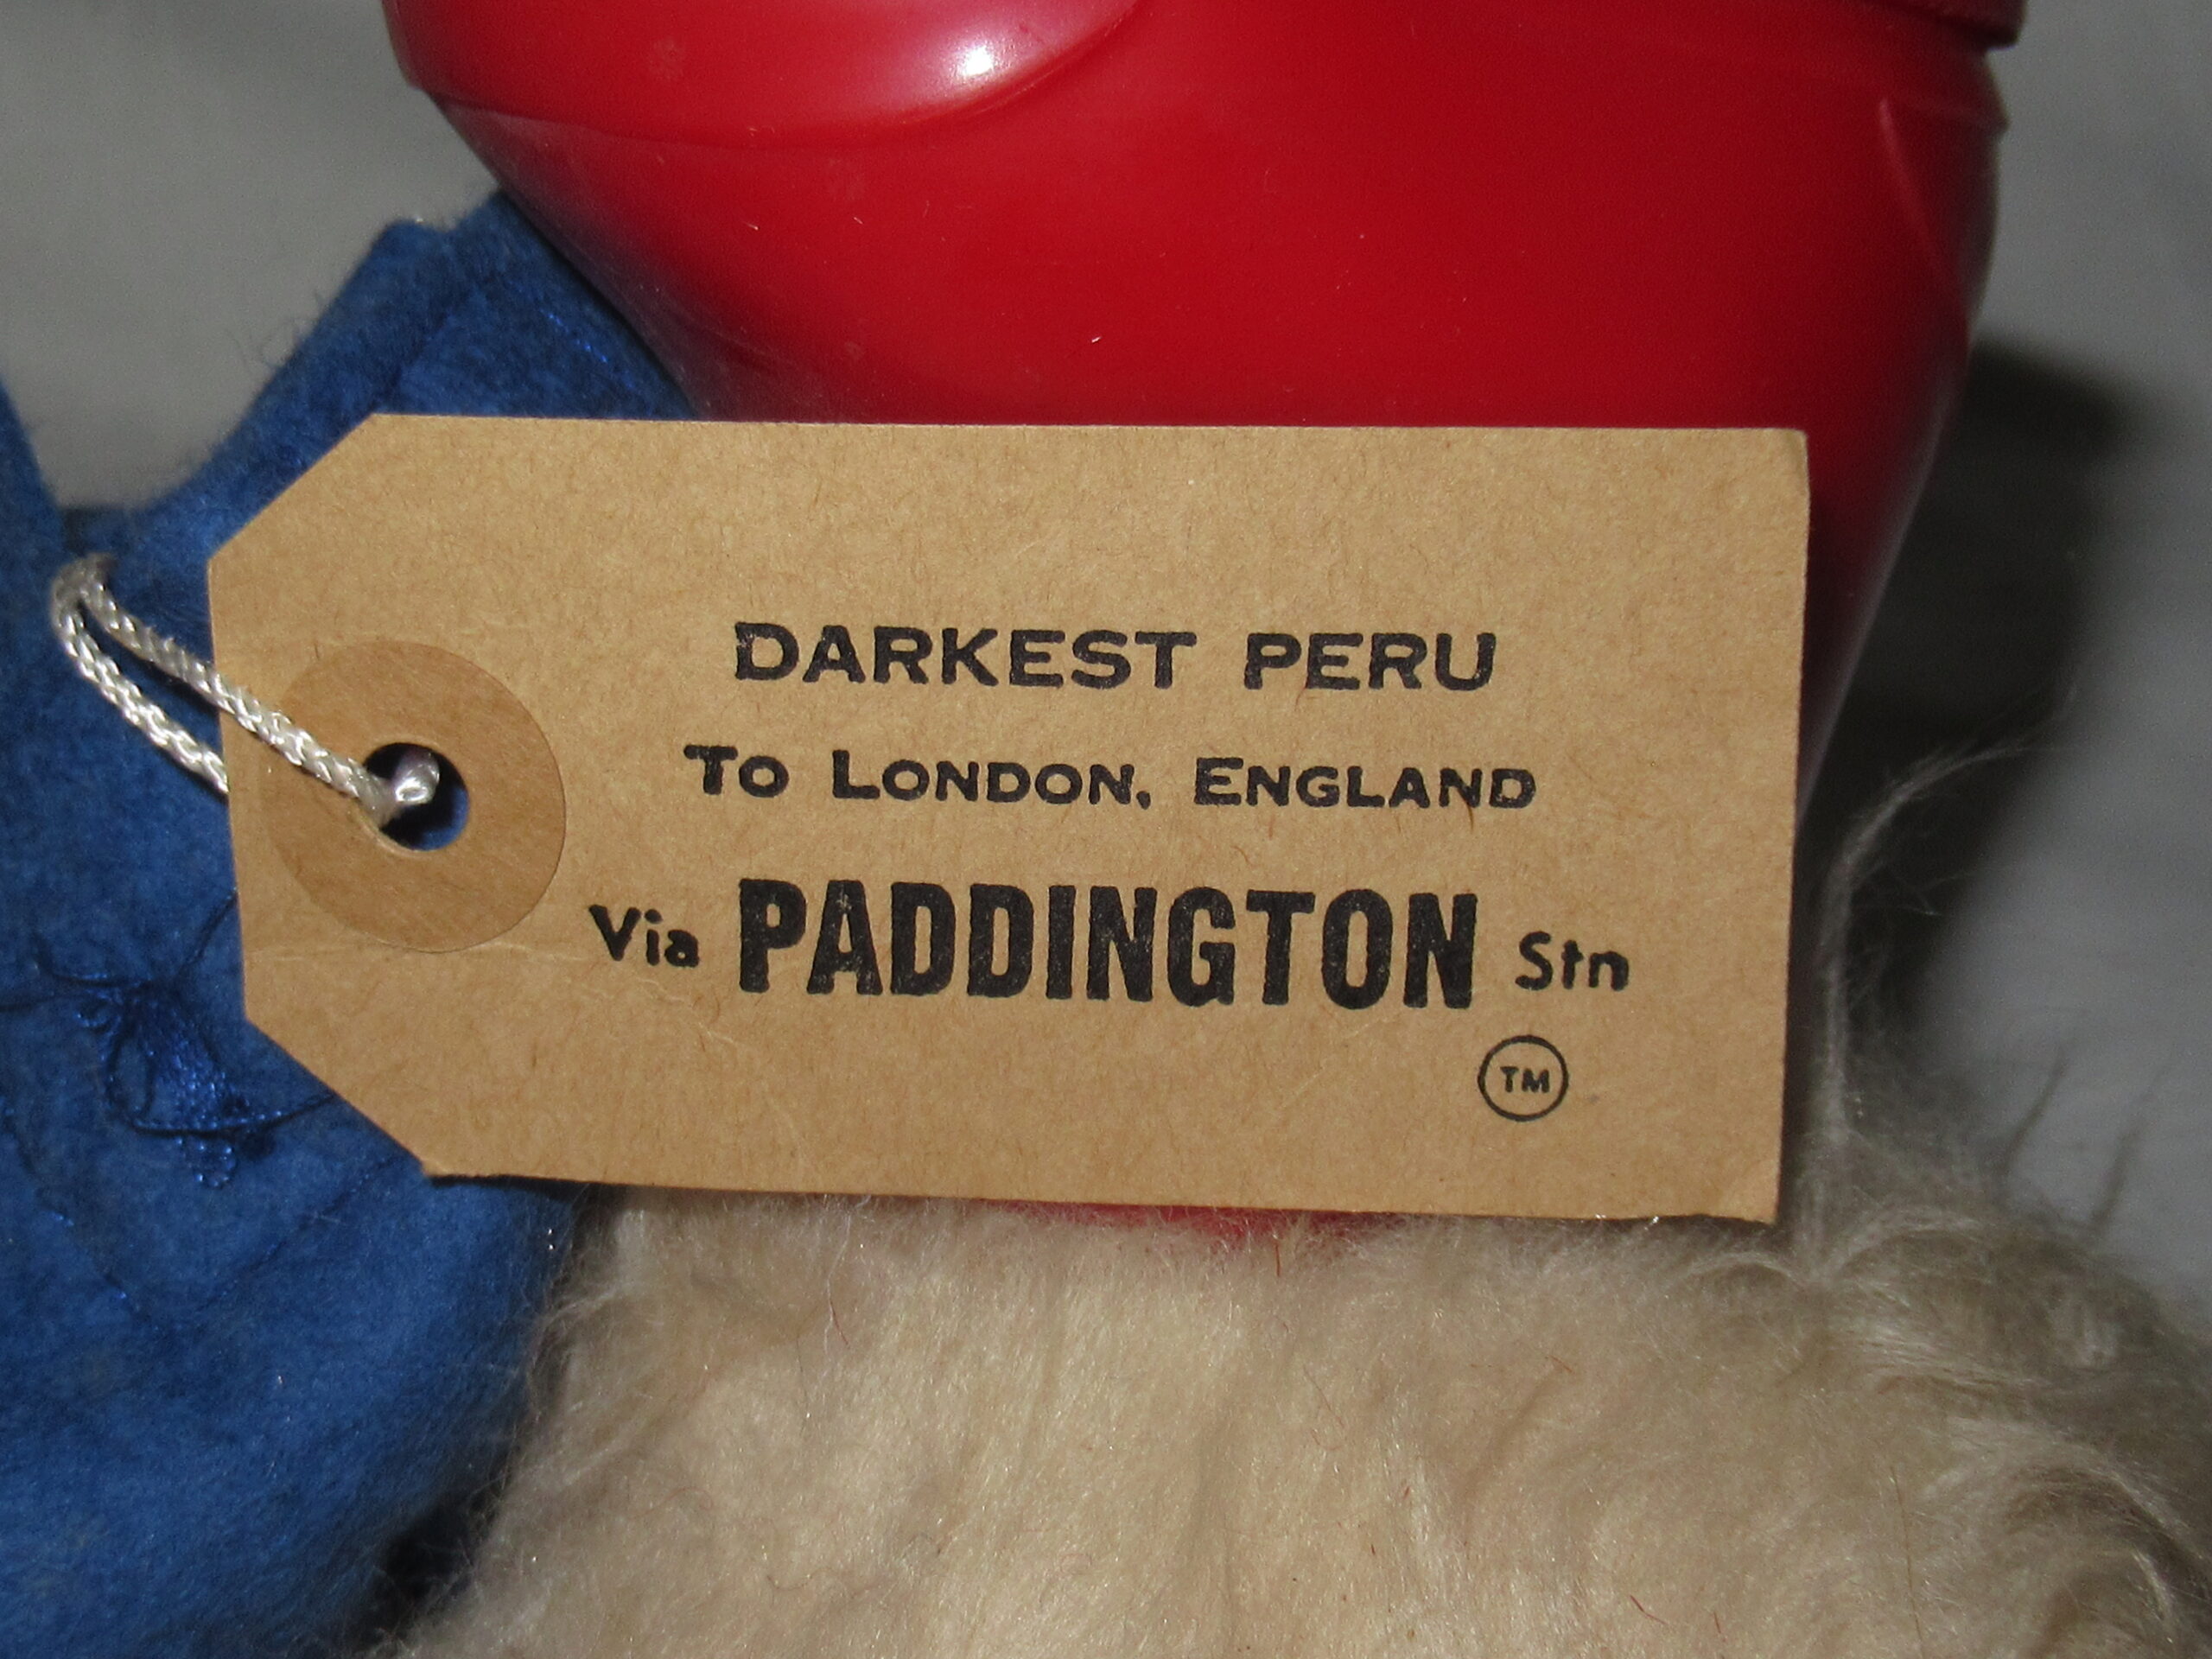 DARKEST PERU
To London, England
Via PADDINGTON Stn
TM